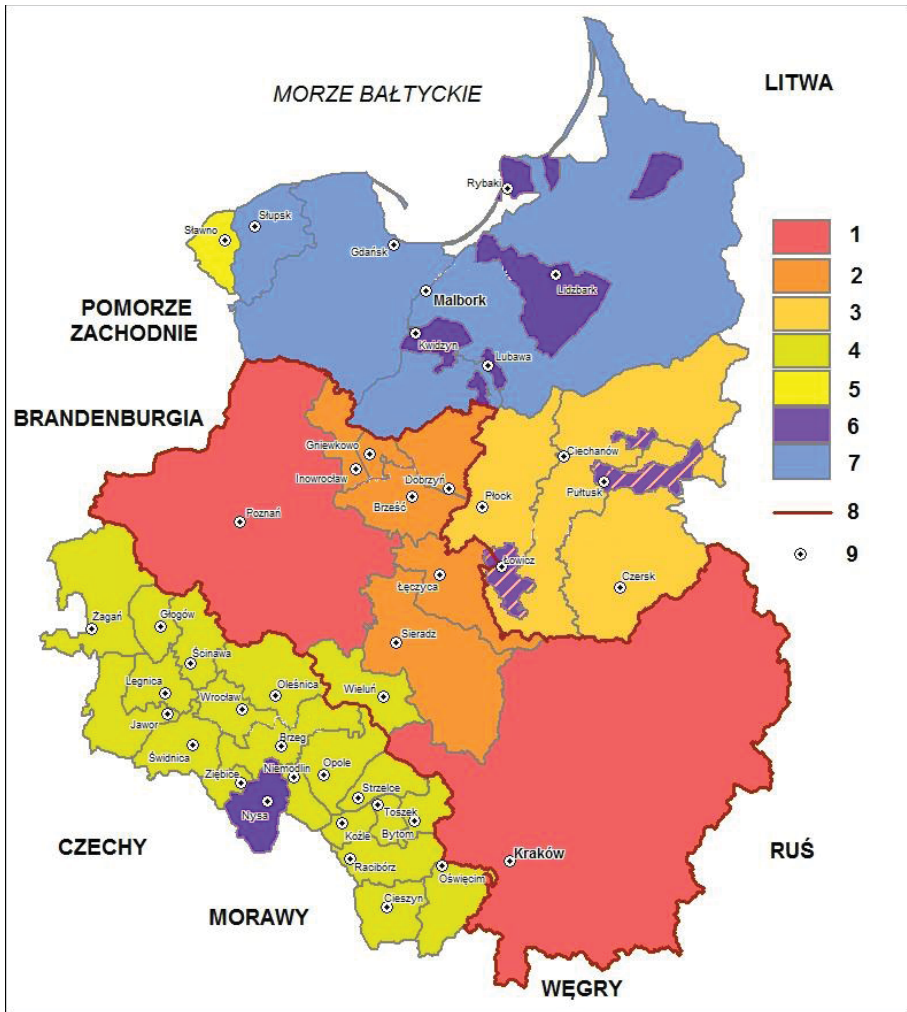 MORZE BAŁTYCKIE
LITWA
Rybaki
Słupsk
Sławno
Gdańsk
1
2
3
4
5
6
7
8
9
Lidzbark
Malbork
POMORZE
ZACHODNIE
Kwidzyn
Lubawa
BRANDENBURGIA
Gniewkowo
Ciechanów
Inowrocław
Dobrzyń
Pułtusk
Brześć
Płock
Poznań
Łowicz
Łęczyca
Czersk
Żagań
Głogów
Sieradz
Ścinawa
Legnica
Wrocław
Oleśnica
Wieluń
Jawor
Świdnica
Brzeg
Ziębice
Niemodlin
Opole
Strzelce
Nysa
Toszek
Koźle
Bytom
CZECHY
Racibórz
Oświęcim
Kraków
RUŚ
Cieszyn
MORAWY
WĘGRY